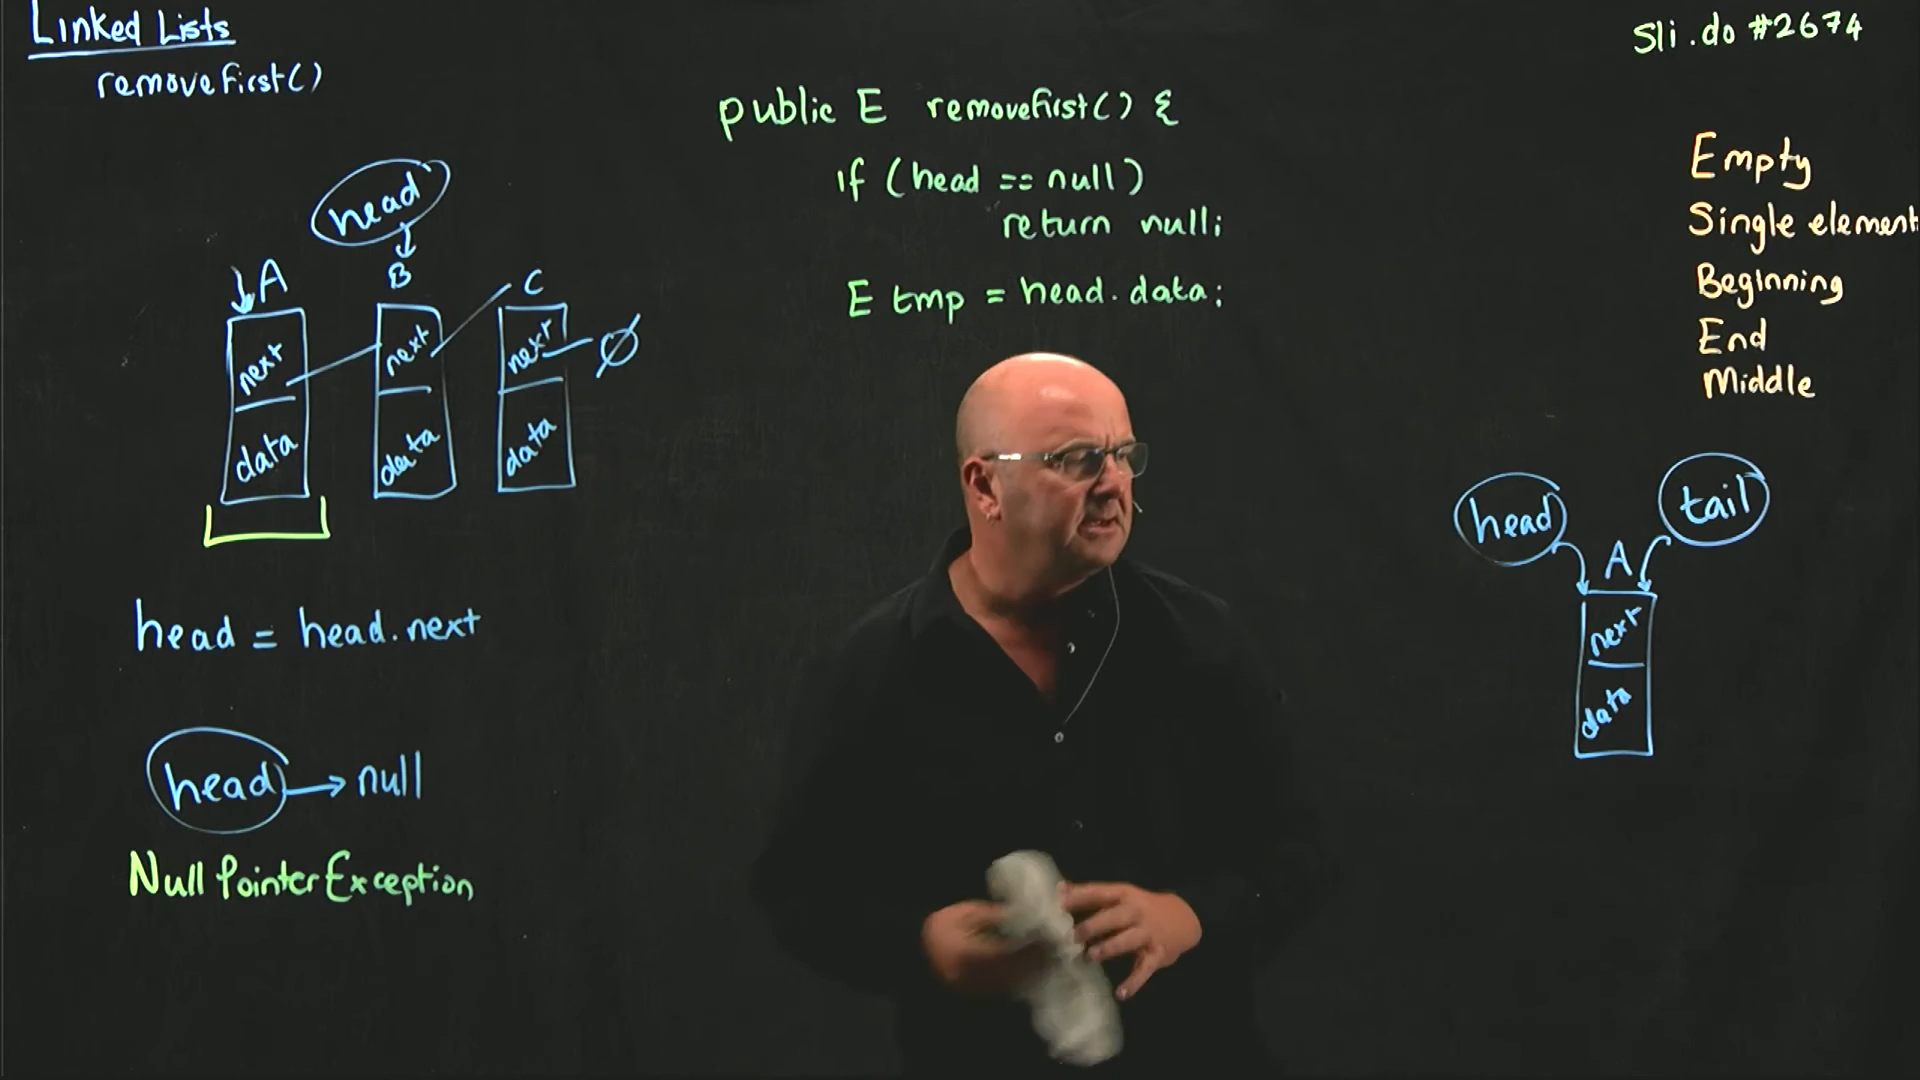 Linked Lists
removeFirst()
Sli.do #2674
public E removeFirst() {
if (head == null)
return null;
E tmp = head.data;
Empty
Single element
Beginning
End
Middle
head
A
B
C
next
next
next
Ø
data
data
data
head = head.next
head → null
NullPointerException
head
tail
A
next
data